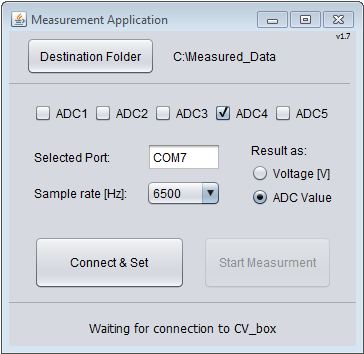 Measurement Application
v1.7
Destination Folder C:\Measured_Data
ADC1 ADC2 ADC3 ADC4 ADC5
Selected Port: COM7 Result as:
Voltage [V]
Sample rate [Hz]: 6500 ADC Value
Connect & Set Start Measurment
Waiting for connection to CV_box